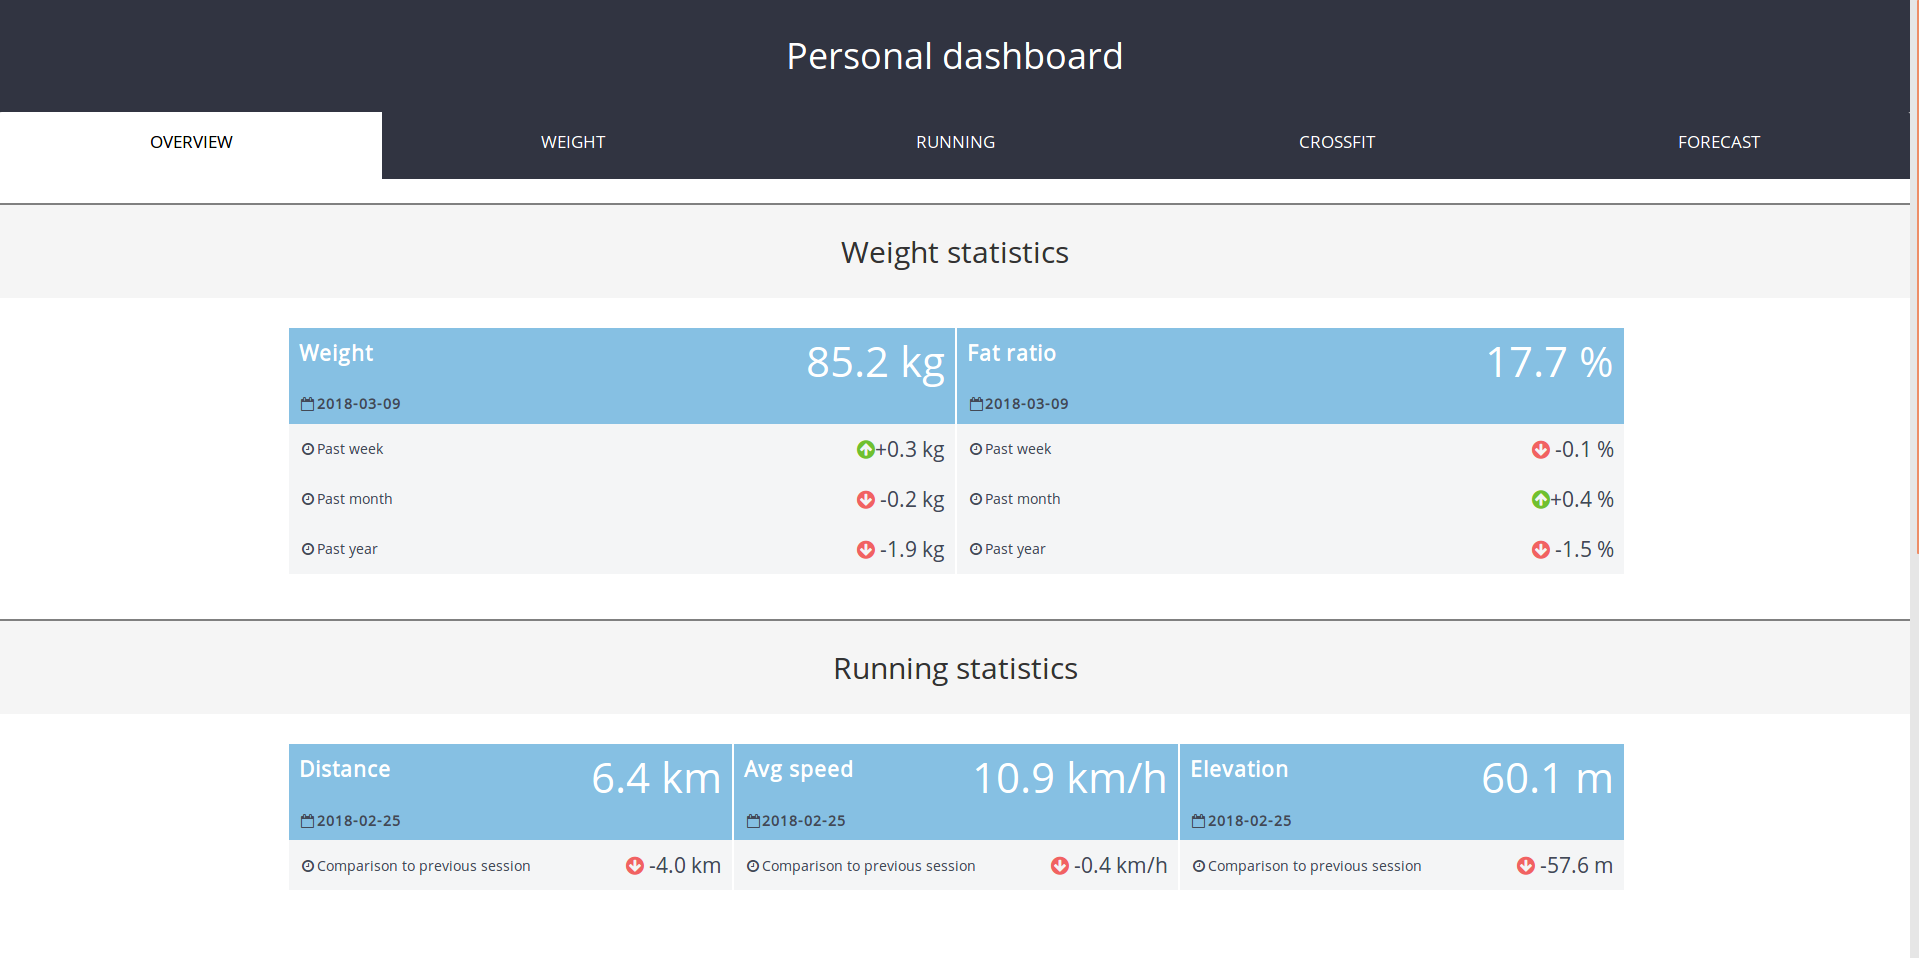 Personal dashboard
OVERVIEW WEIGHT RUNNING CROSSFIT FORECAST
Weight statistics
Weight 85.2 kg Fat ratio 17.7 %
2018-03-09 2018-03-09
Past week +0.3 kg Past week -0.1 %
Past month -0.2 kg Past month +0.4 %
Past year -1.9 kg Past year -1.5 %
Running statistics
Distance 6.4 km Avg speed 10.9 km/h Elevation 60.1 m
2018-02-25 2018-02-25 2018-02-25
Comparison to previous session -4.0 km Comparison to previous session -0.4 km/h Comparison to previous session -57.6 m